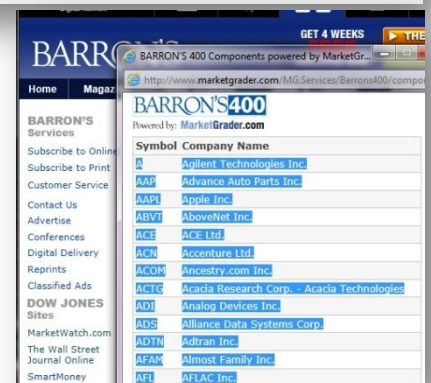 GET 4 WEEKS
THE
BARRON'S
Home Magaz
BARRON'S
Services
Subscribe to Online
Subscribe to Print
Customer Service
Contact Us
Advertise
Conferences
Digital Delivery
Reprints
Classified Ads
DOW JONES
Sites
MarketWatch.com
The Wall Street
Journal Online
SmartMoney
BARRON'S 400 Components powered by MarketGr...
http://www.marketgrader.com/MG.Services/Barrons400/compor
BARRON'S400
Powered by: MarketGrader.com
Symbol Company Name
A Agilent Technologies Inc.
AAP Advance Auto Parts Inc.
AAPL Apple Inc.
ABVT AboveNet Inc.
ACE ACE Ltd.
ACN Accenture Ltd.
ACOM Ancestry.com Inc.
ACTG Acacia Research Corp. - Acacia Technologies
ADI Analog Devices Inc.
ADS Alliance Data Systems Corp.
ADTN Adtran Inc.
AFAM Almost Family Inc.
AFL AFLAC Inc.